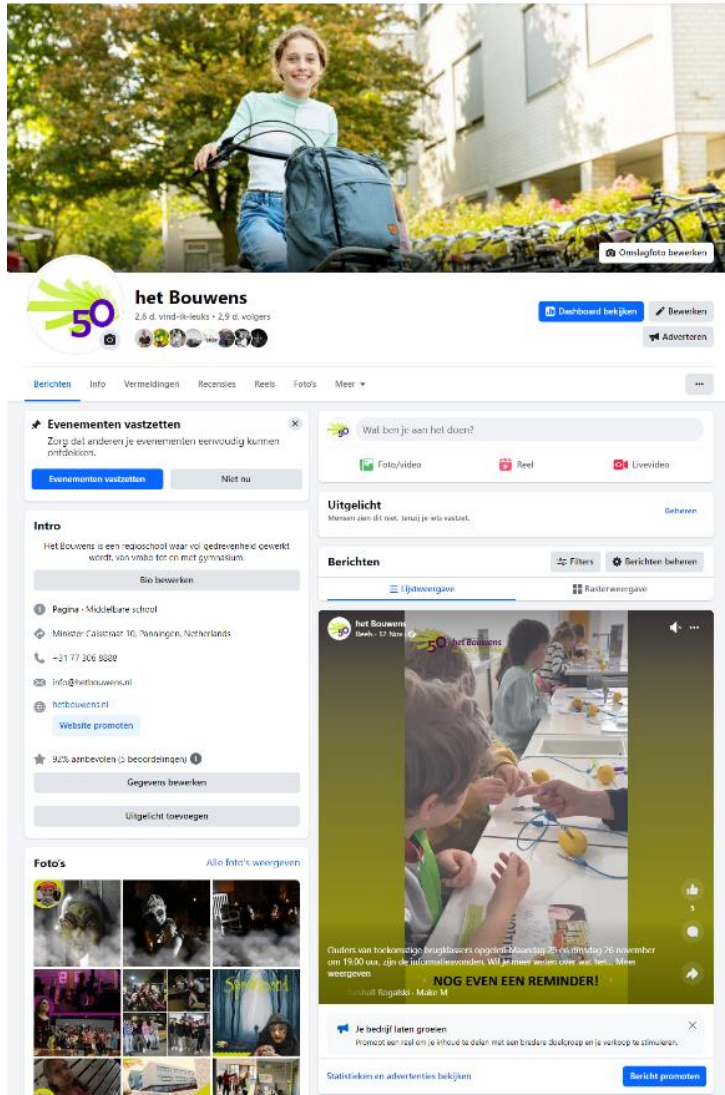 Omslagfoto bewerken
50
het Bouwens
2,6 d. vind-ik-leuks • 2,9 d. volgers
Dashboard bekijken
Bewerken
Adverteren
Berichten Info Vermeldingen Recensies Reels Foto's Meer
Evenementen vastzetten
Zorg dat anderen je evenementen eenvoudig kunnen
ontdekken.
Evenementen vastzetten
Niet nu
Intro
Het Bouwens is een regioschool waar vol gedrevenheid gewerkt
wordt, van vmbo tot en met gymnasium.
Bio bewerken
Pagina · Middelbare school
Minister Calsstraat 10, Panningen, Netherlands
+31 77 306 8888
info@hetbouwens.nl
hetbouwens.nl
Website promoten
92% aanbevolen (5 beoordelingen)
Gegevens bewerken
Uitgelicht toevoegen
Foto's
Alle foto's weergeven
Wat ben je aan het doen?
Foto/video
Reel
Livevideo
Uitgelicht
Mensen zien dit niet, tenzij je iets vastzet.
Beheren
Berichten
Filters
Berichten beheren
Lijstweergave
Rasterweergave
het Bouwens
Reels · 12 Nov
50 het Bouwens
5
Ouders van toekomstige brugklassers opgelet! Maandag 25 en dinsdag 26 november
om 19.00 uur, zijn de informatieavonden. Wil je meer weten over wat het... Meer
weergeven
NOG EVEN EEN REMINDER!
Rogalski - Make M
Je bedrijf laten groeien
Promoot een reel om je inhoud te delen met een bredere doelgroep en je verkoop te stimuleren.
Statistieken en advertenties bekijken
Bericht promoten